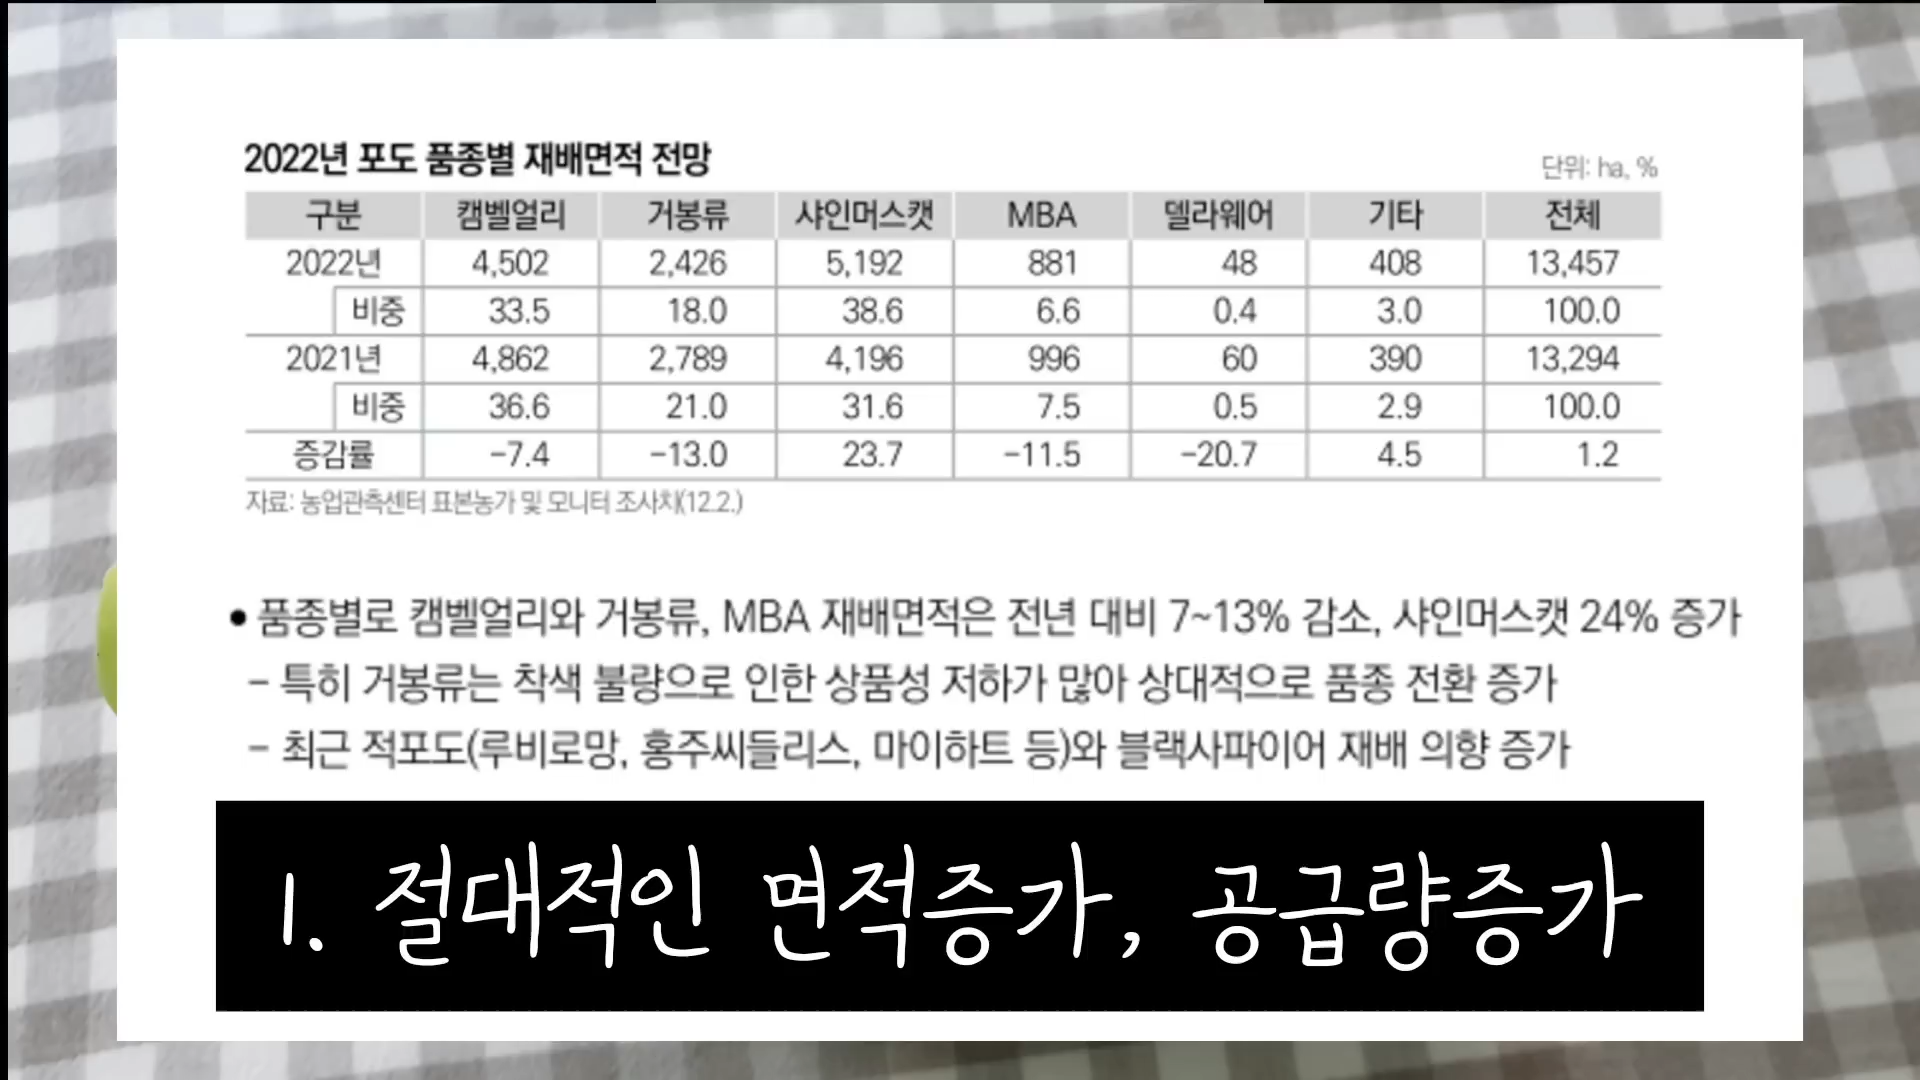 2022년 포도 품종별 재배면적 전망
단위: ha, %
구분 캠벨얼리 거봉류 샤인머스캣 MBA 델라웨어 기타 전체
2022년 4,502 2,426 5,192 881 48 408 13,457
비중 33.5 18.0 38.6 6.6 0.4 3.0 100.0
2021년 4,862 2,789 4,196 996 60 390 13,294
비중 36.6 21.0 31.6 7.5 0.5 2.9 100.0
증감률 -7.4 -13.0 23.7 -11.5 -20.7 4.5 1.2
자료: 농업관측센터 표본농가 및 모니터 조사치(12.2.)
• 품종별로 캠벨얼리와 거봉류, MBA 재배면적은 전년 대비 7~13% 감소, 샤인머스캣 24% 증가
- 특히 거봉류는 착색 불량으로 인한 상품성 저하가 많아 상대적으로 품종 전환 증가
- 최근 적포도(루비로망, 홍주씨들리스, 마이하트 등)와 블랙사파이어 재배 의향 증가
1. 절대적인 면적증가, 공급량증가